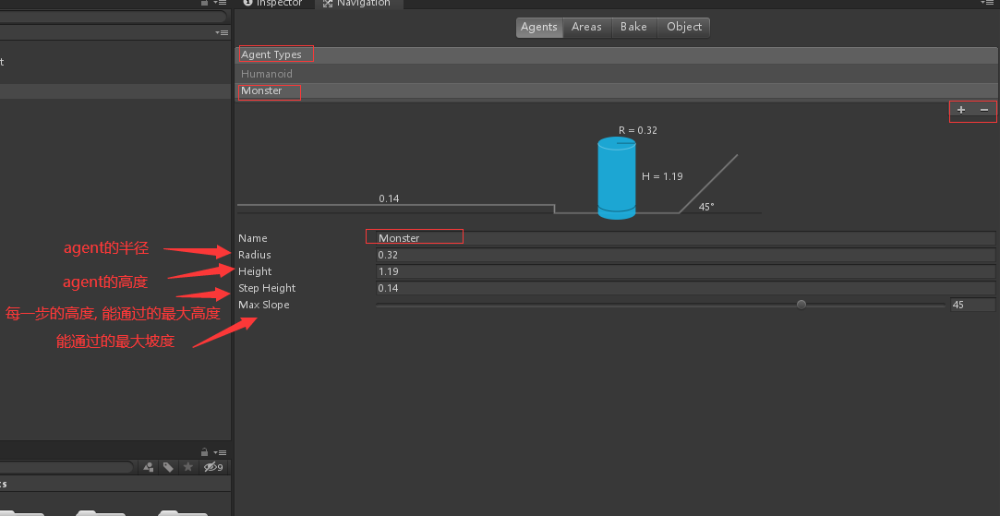 Inspector
Navigation
Agents
Areas
Bake
Object
t
Agent Types
Humanoid
Monster
+ −
R = 0.32
H = 1.19
0.14
45°
Name Monster
agent的半径
Radius 0.32
agent的高度
Height 1.19
Step Height 0.14
每一步的高度, 能通过的最大高度
Max Slope 45
能通过的最大坡度
9
ts